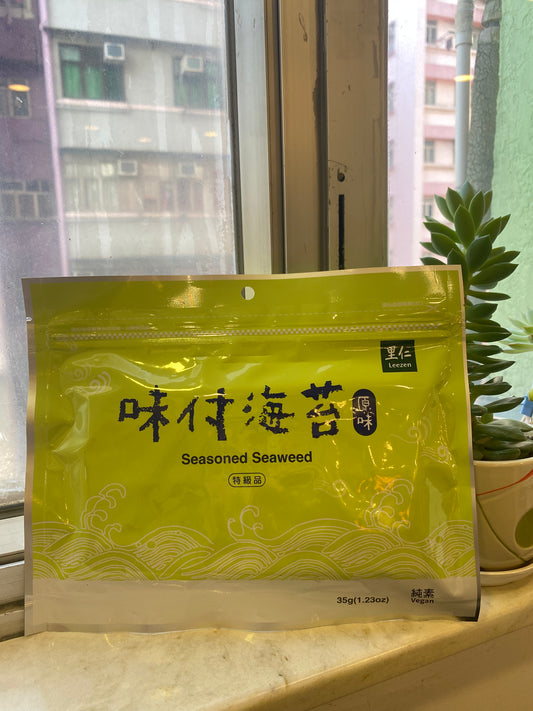 里仁
Leezen
味付海苔 原味
Seasoned Seaweed
特級品
35g(1.23oz)
純素
Vegan